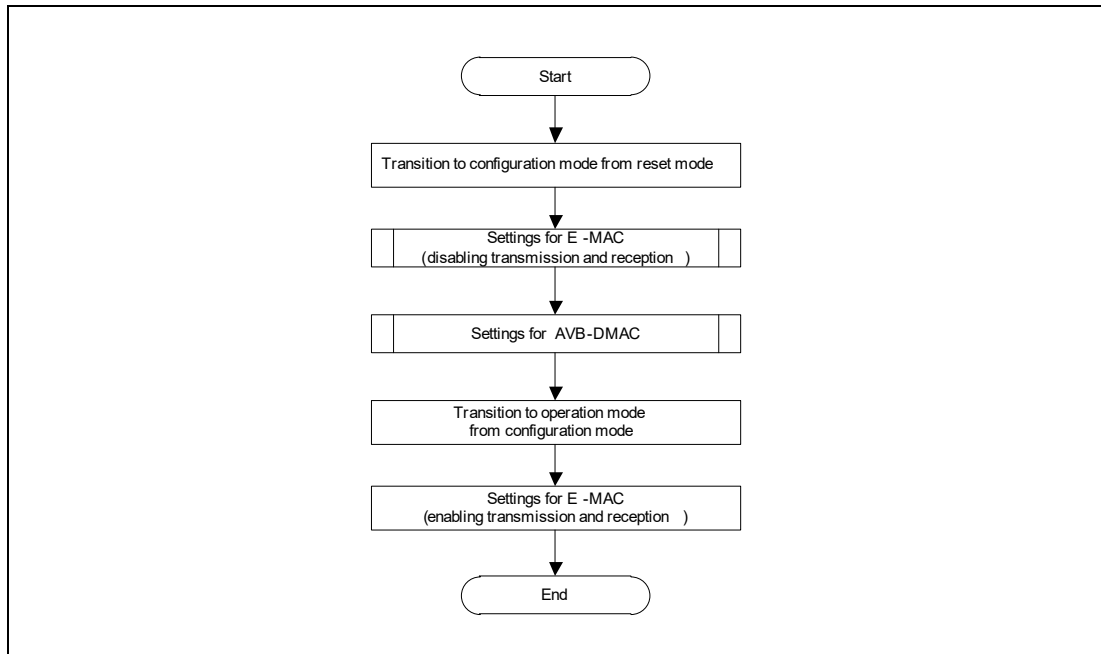 Start
Transition to configuration mode from reset mode
Settings for E -MAC
(disabling transmission and reception )
Settings for AVB-DMAC
Transition to operation mode
from configuration mode
Settings for E -MAC
(enabling transmission and reception )
End